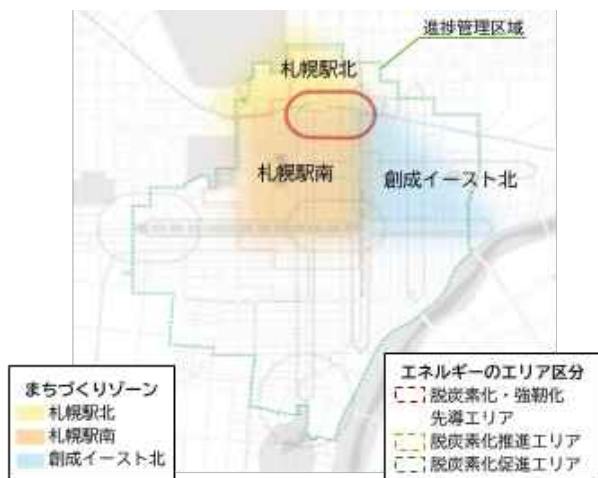 進捗管理区域
札幌駅北
札幌駅南
創成イースト北
まちづくりゾーン
札幌駅北
札幌駅南
創成イースト北
エネルギーのエリア区分
脱炭素化・強靭化
先導エリア
脱炭素化推進エリア
脱炭素化促進エリア